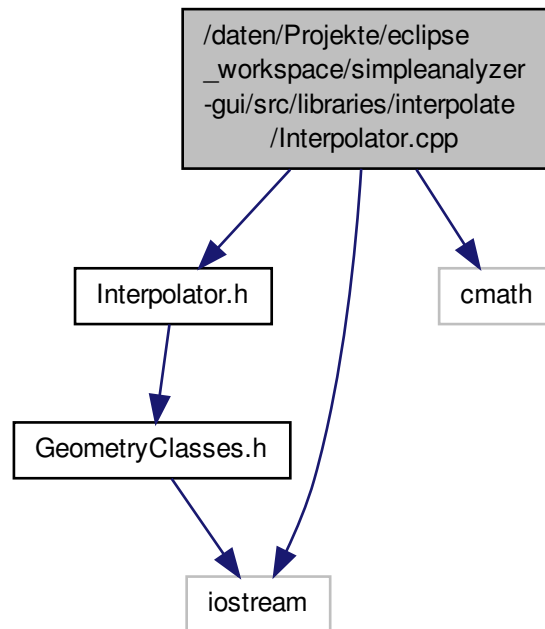 /daten/Projekte/eclipse
_workspace/simpleanalyzer
-gui/src/libraries/interpolate
/Interpolator.cpp
Interpolator.h
cmath
GeometryClasses.h
iostream